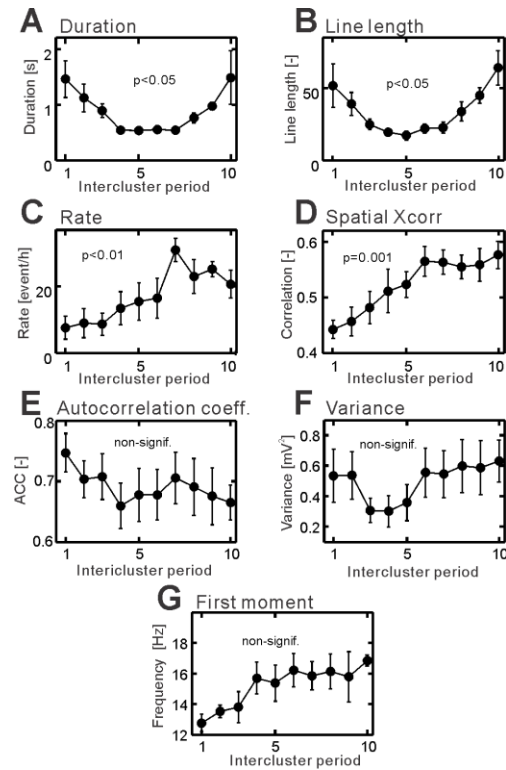 A Duration
2
1
0
Duration [s]
p<0.05
1 5 10
Intercluster period
B Line length
50
0
Line length [-]
p<0.05
1 5 10
Intercluster period
C Rate
20
0
Rate [event/h]
p<0.01
1 5 10
Intercluster period
D Spatial Xcorr
0.6
0.5
0.4
Correlation [-]
p=0.001
1 5 10
Intercluster period
E Autocorrelation coeff.
0.8
0.7
0.6
ACC [-]
non-signif.
1 5 10
Intericluster period
F Variance
0.8
0.6
0.4
0.2
Variance [mV²]
non-signif.
1 5 10
Intercluster period
G First moment
18
16
14
12
Frequency [Hz]
non-signif.
1 5 10
Intercluster period